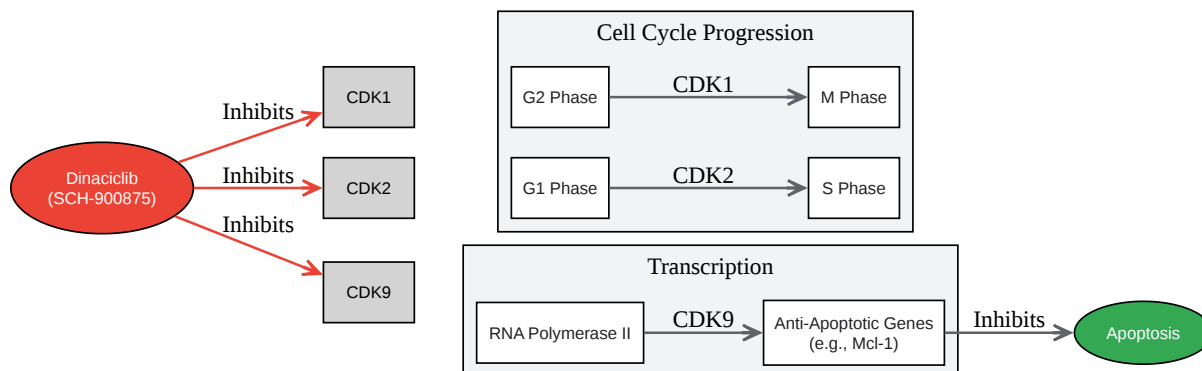 Dinaciclib
(SCH-900875)
Inhibits
Inhibits
Inhibits
CDK1
CDK2
CDK9
Cell Cycle Progression
G2 Phase
CDK1
M Phase
G1 Phase
CDK2
S Phase
Transcription
RNA Polymerase II
CDK9
Anti-Apoptotic Genes
(e.g., Mcl-1)
Inhibits
Apoptosis